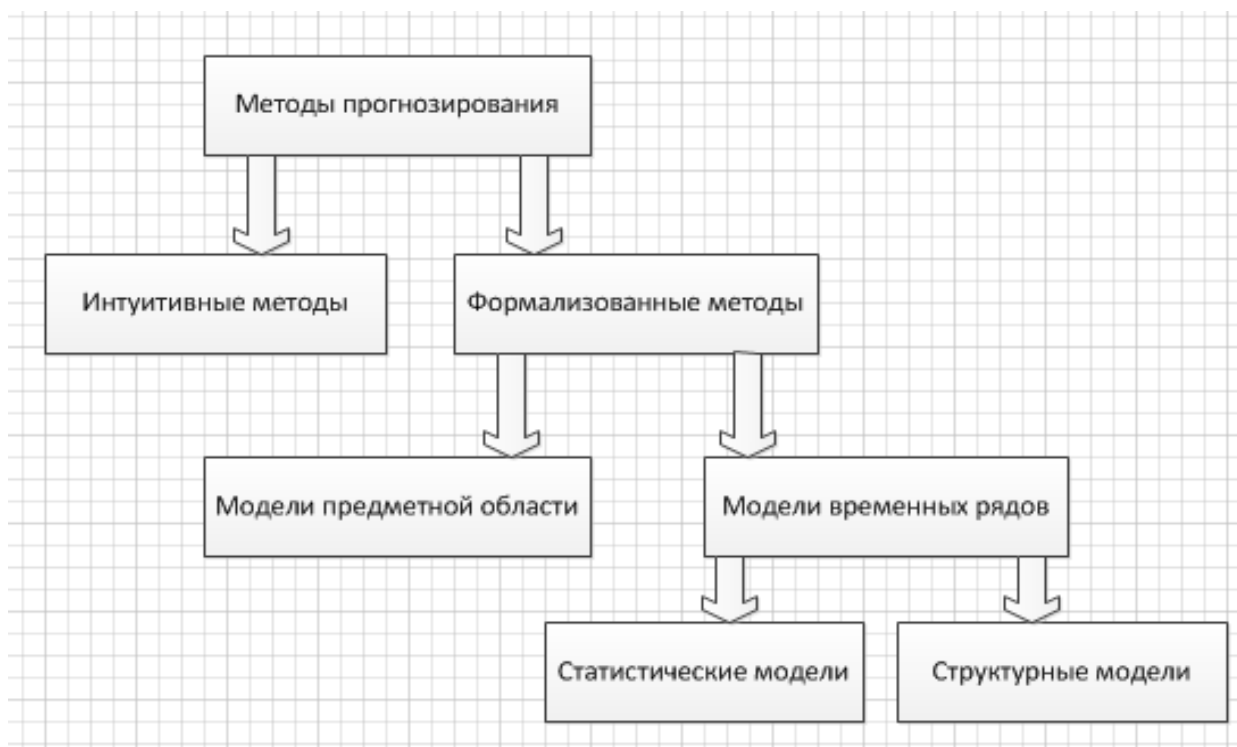 Методы прогнозирования
Интуитивные методы
Формализованные методы
Модели предметной области
Модели временных рядов
Статистические модели
Структурные модели